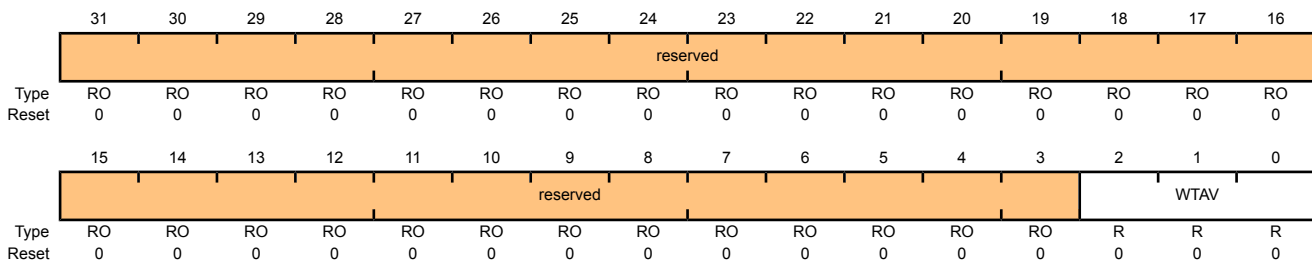 31 30 29 28 27 26 25 24 23 22 21 20 19 18 17 16
reserved
Type RO RO RO RO RO RO RO RO RO RO RO RO RO RO RO RO
Reset 0 0 0 0 0 0 0 0 0 0 0 0 0 0 0 0
15 14 13 12 11 10 9 8 7 6 5 4 3 2 1 0
reserved WTAV
Type RO RO RO RO RO RO RO RO RO RO RO RO RO R R R
Reset 0 0 0 0 0 0 0 0 0 0 0 0 0 0 0 0